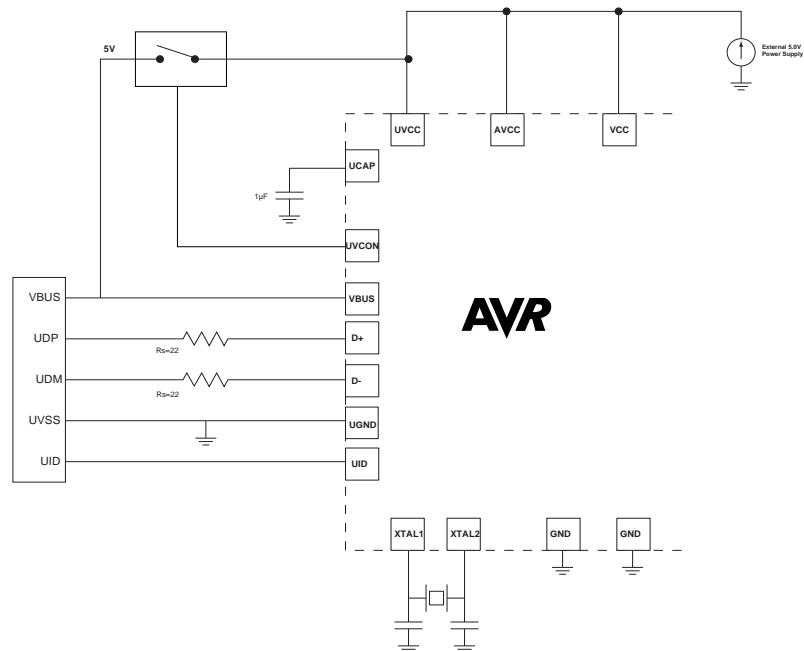 5V
External 5.0V
Power Supply
UVCC
AVCC
VCC
UCAP
1µF
UVCON
VBUS
VBUS
UDP
D+
Rs=22
UDM
D-
Rs=22
UVSS
UGND
UID
UID
AVR
XTAL1
XTAL2
GND
GND